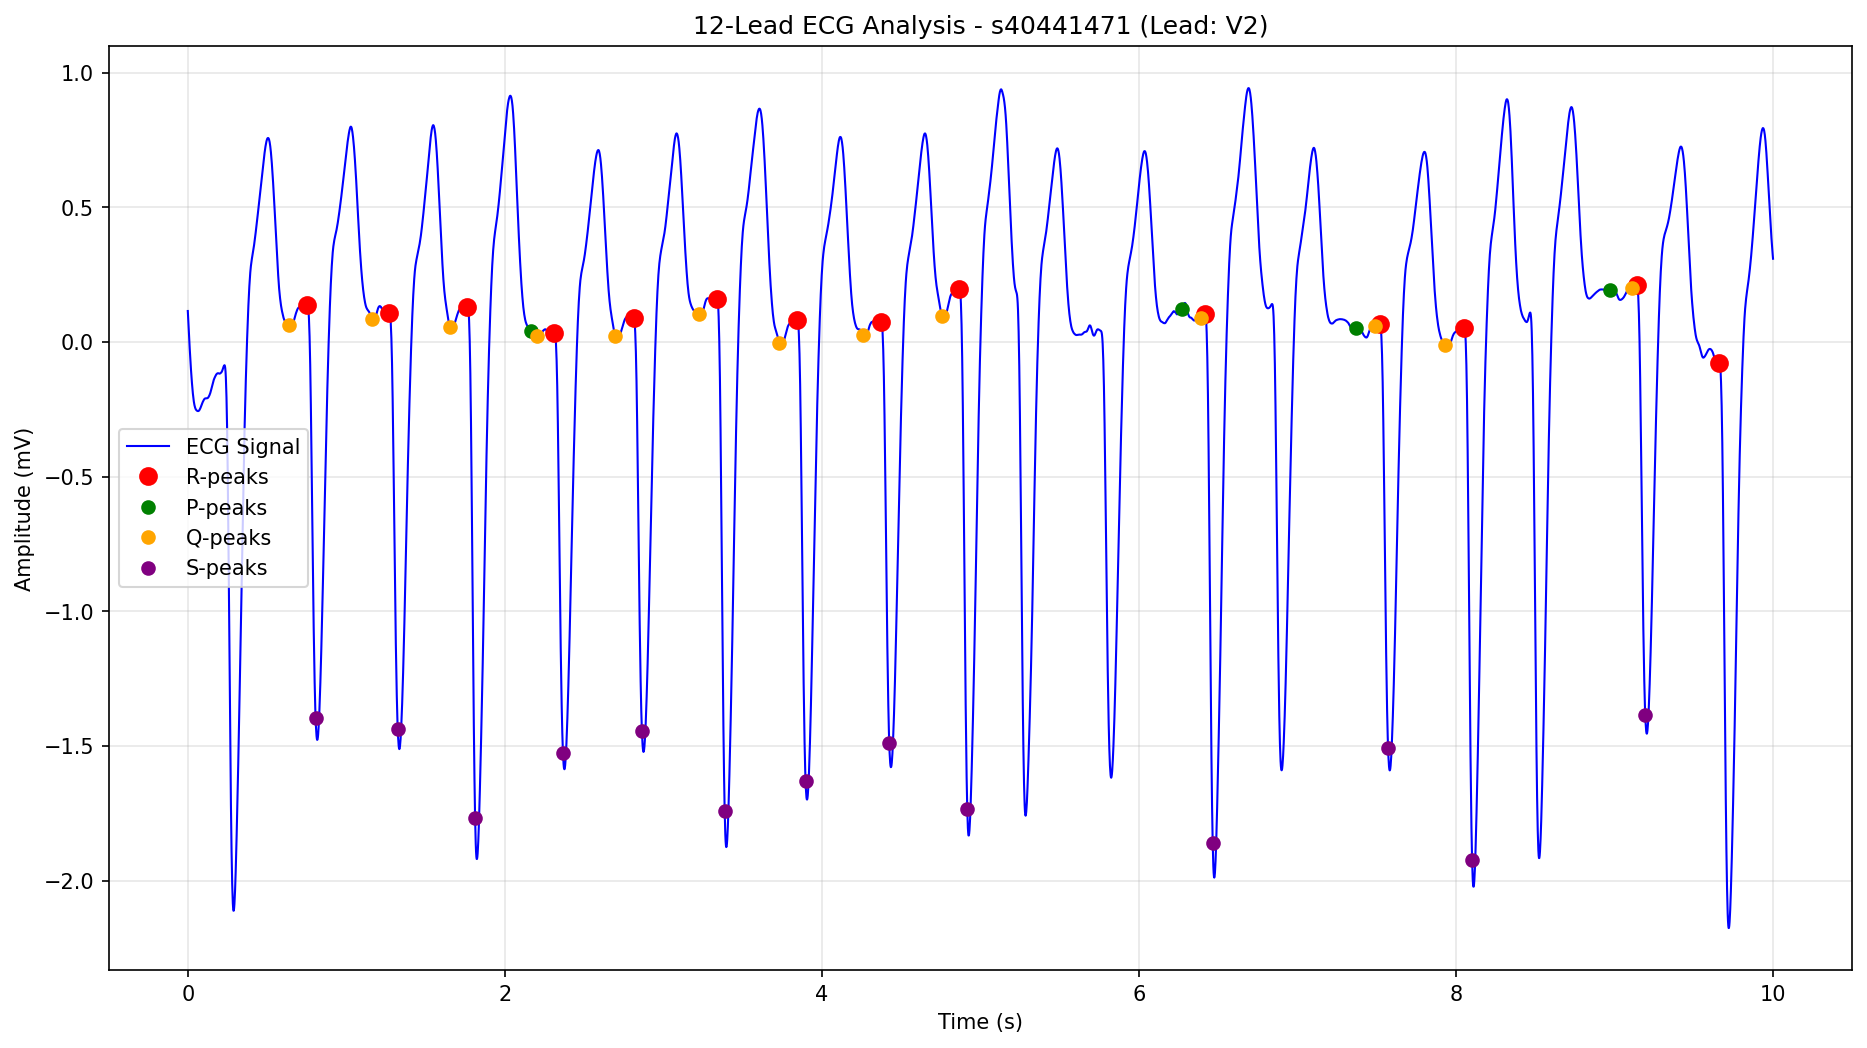 12-Lead ECG Analysis - s40441471 (Lead: V2)
1.0
0.5
0.0
−0.5
−1.0
−1.5
−2.0
Amplitude (mV)
ECG Signal
R-peaks
P-peaks
Q-peaks
S-peaks
0
2
4
6
8
10
Time (s)